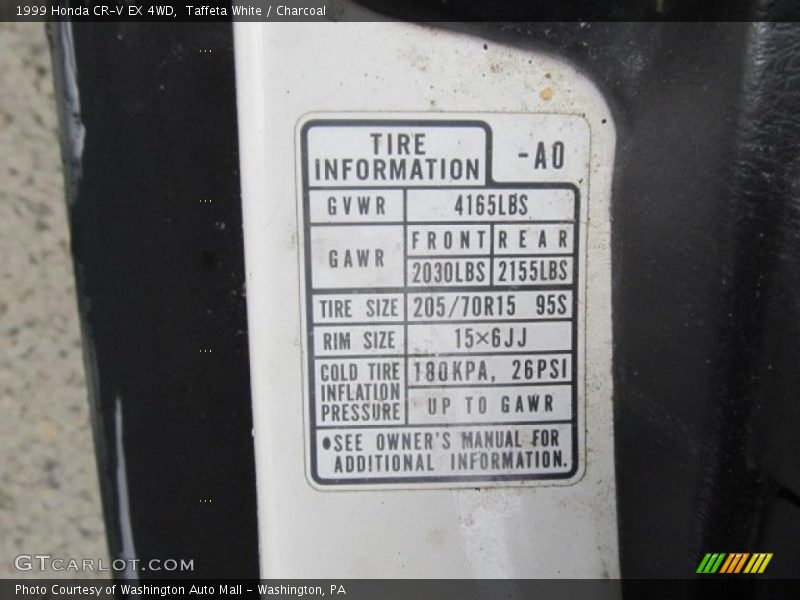 1999 Honda CR-V EX 4WD, Taffeta White / Charcoal
TIRE
INFORMATION
-A0
GVWR 4165LBS
GAWR
FRONT REAR
2030LBS 2155LBS
TIRE SIZE 205/70R15 95S
RIM SIZE 15×6JJ
COLD TIRE
INFLATION
PRESSURE
180KPA, 26PSI
UP TO GAWR
•SEE OWNER'S MANUAL FOR
ADDITIONAL INFORMATION.
GTCARLOT.COM
Photo Courtesy of Washington Auto Mall - Washington, PA